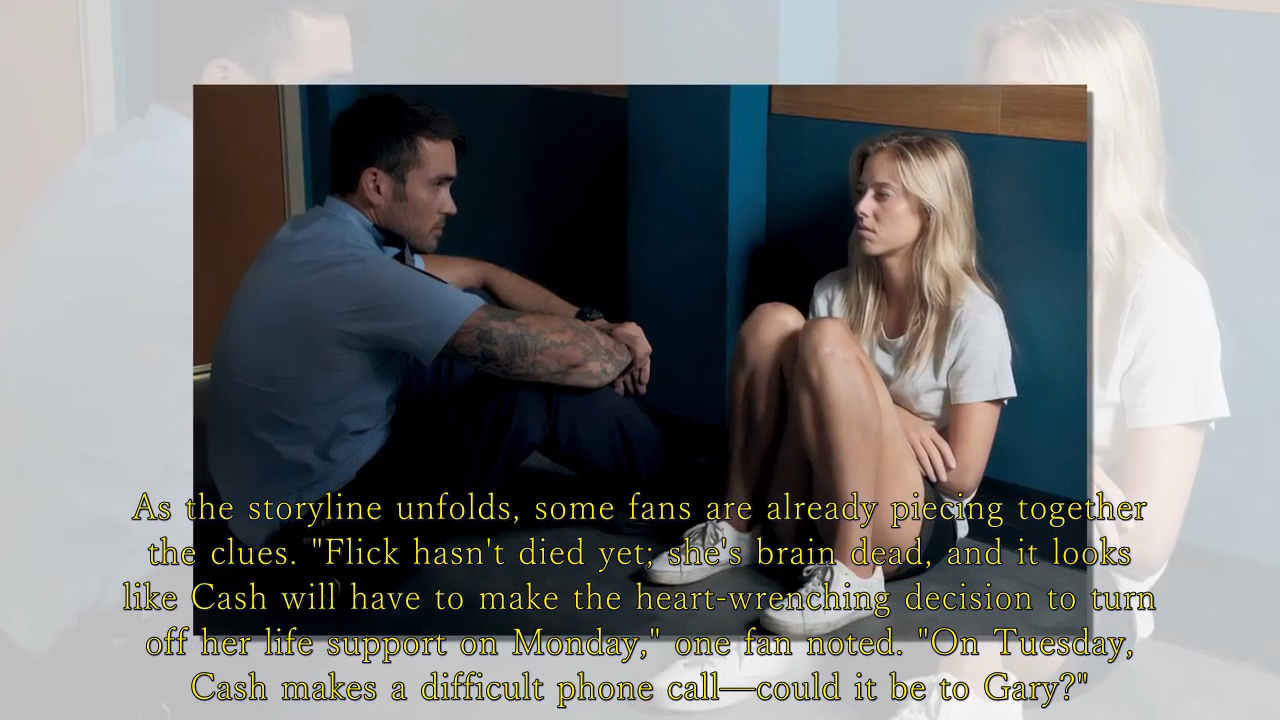 As the storyline unfolds, some fans are already piecing together
the clues. "Flick hasn't died yet; she's brain dead, and it looks
like Cash will have to make the heart-wrenching decision to turn
off her life support on Monday," one fan noted. "On Tuesday,
Cash makes a difficult phone call—could it be to Gary?"